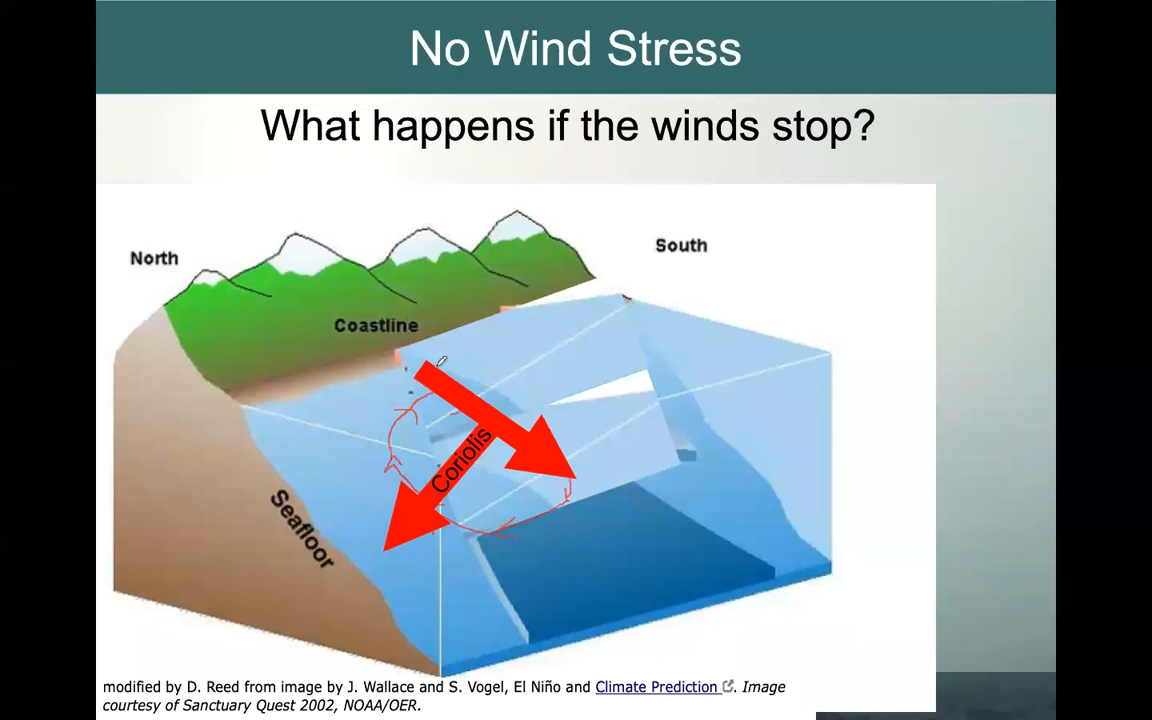 No Wind Stress
What happens if the winds stop?
North
South
Coastline
Coriolis
Seafloor
modified by D. Reed from image by J. Wallace and S. Vogel, El Niño and Climate Prediction. Image
courtesy of Sanctuary Quest 2002, NOAA/OER.